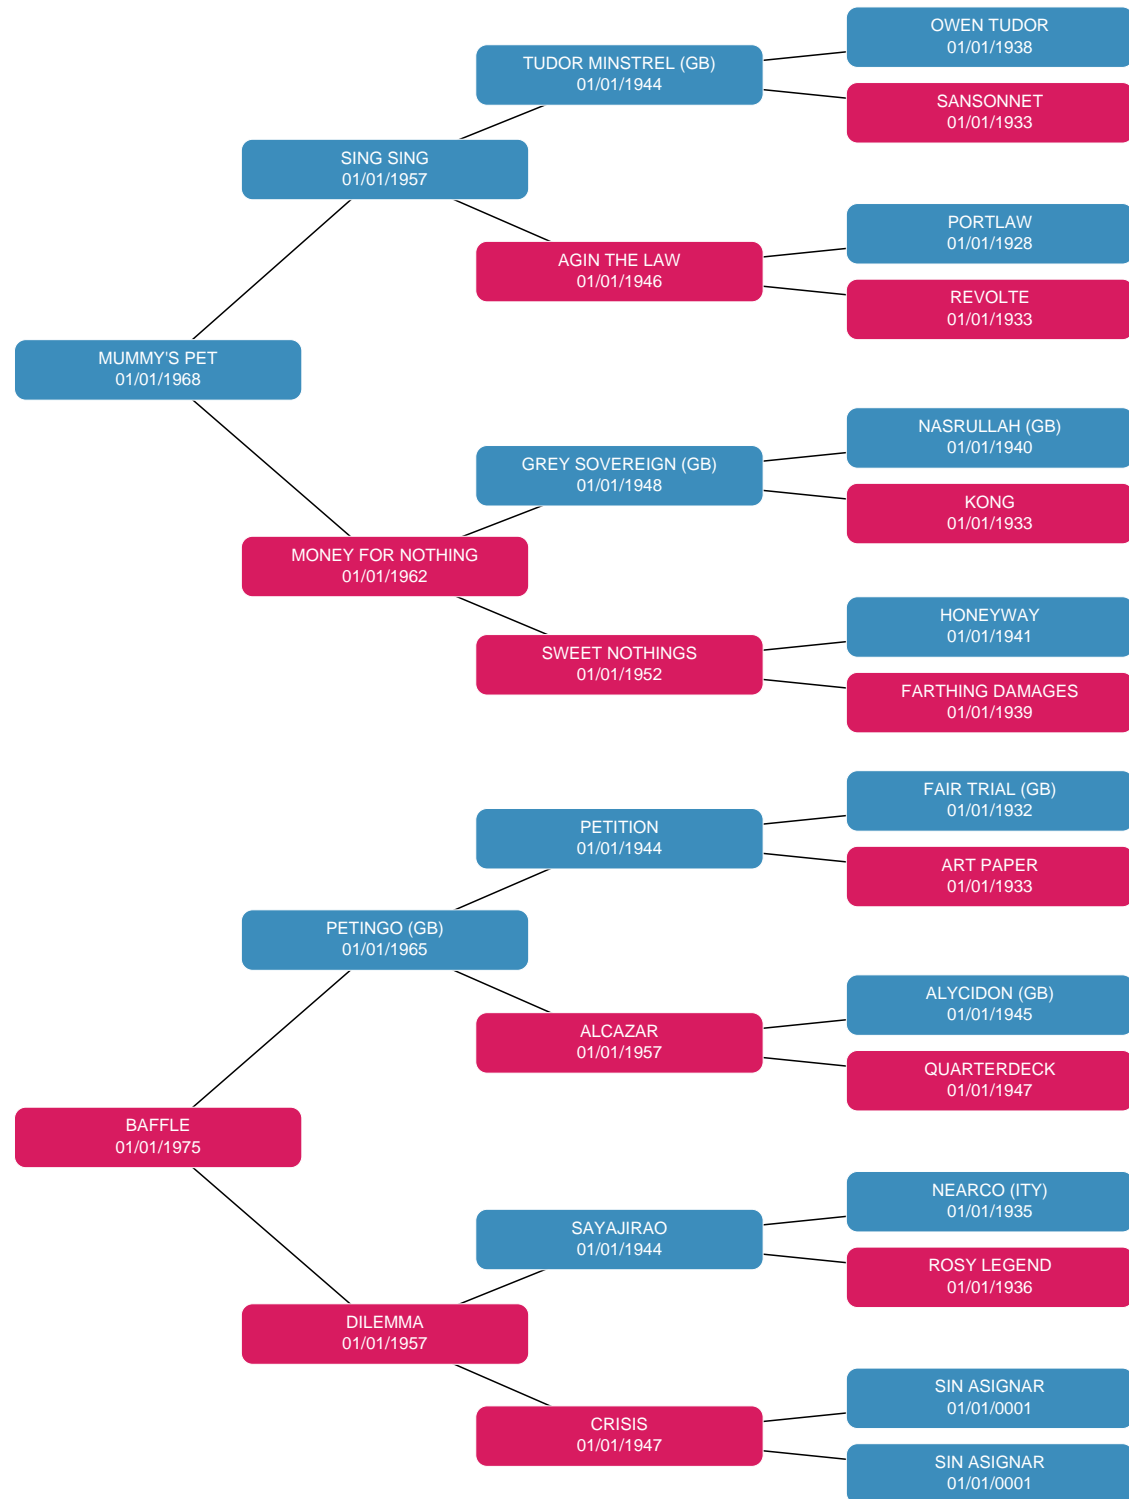 OWEN TUDOR
01/01/1938
TUDOR MINSTREL (GB)
01/01/1944
SANSONNET
01/01/1933
SING SING
01/01/1957
PORTLAW
01/01/1928
AGIN THE LAW
01/01/1946
REVOLTE
01/01/1933
MUMMY'S PET
01/01/1968
NASRULLAH (GB)
01/01/1940
GREY SOVEREIGN (GB)
01/01/1948
KONG
01/01/1933
MONEY FOR NOTHING
01/01/1962
HONEYWAY
01/01/1941
SWEET NOTHINGS
01/01/1952
FARTHING DAMAGES
01/01/1939
FAIR TRIAL (GB)
01/01/1932
PETITION
01/01/1944
ART PAPER
01/01/1933
PETINGO (GB)
01/01/1965
ALYCIDON (GB)
01/01/1945
ALCAZAR
01/01/1957
QUARTERDECK
01/01/1947
BAFFLE
01/01/1975
NEARCO (ITY)
01/01/1935
SAYAJIRAO
01/01/1944
ROSY LEGEND
01/01/1936
DILEMMA
01/01/1957
SIN ASIGNAR
01/01/0001
CRISIS
01/01/1947
SIN ASIGNAR
01/01/0001